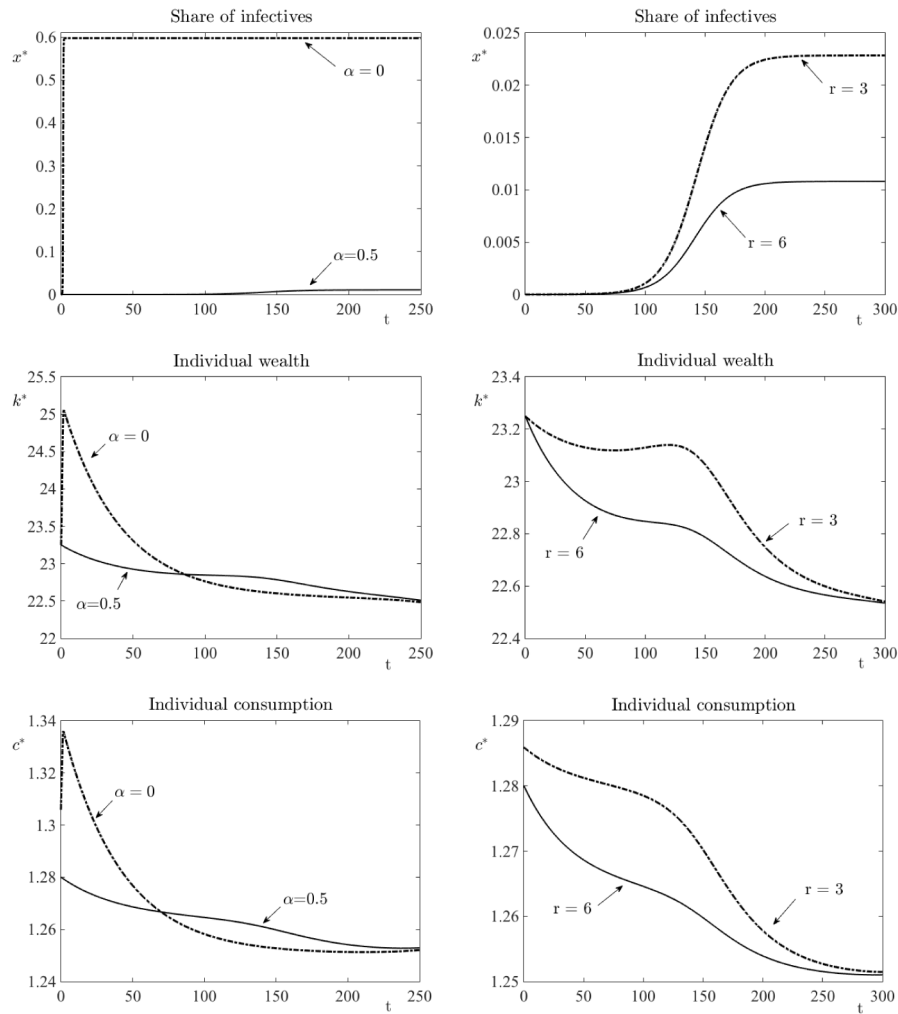 Share of infectives
x*
0.6
0.5
0.4
0.3
0.2
0.1
0
α = 0
α=0.5
0 50 100 150 200 250
t
Share of infectives
x*
0.025
0.02
0.015
0.01
0.005
0
r = 3
r = 6
0 50 100 150 200 250 300
t
Individual wealth
k*
25.5
25
24.5
24
23.5
23
22.5
22
α = 0
α=0.5
0 50 100 150 200 250
t
Individual wealth
k*
23.4
23.2
23
22.8
22.6
22.4
r = 3
r = 6
0 50 100 150 200 250 300
t
Individual consumption
c*
1.34
1.32
1.3
1.28
1.26
1.24
α = 0
α=0.5
0 50 100 150 200 250
t
Individual consumption
c*
1.29
1.28
1.27
1.26
1.25
r = 3
r = 6
0 50 100 150 200 250 300
t